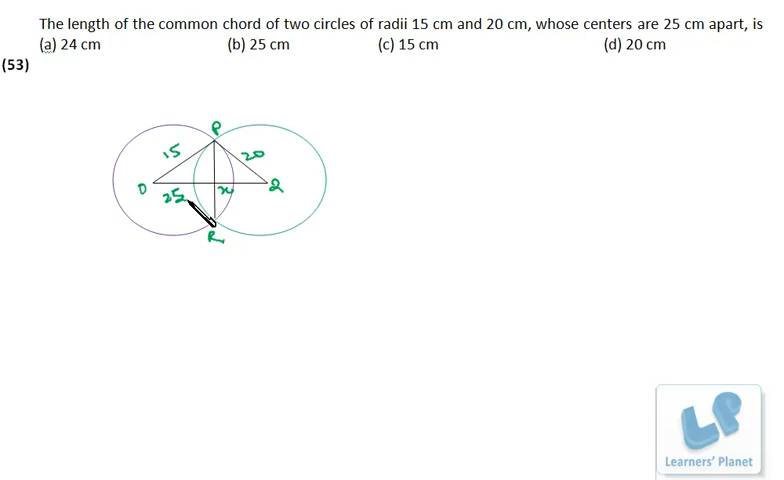 The length of the common chord of two circles of radii 15 cm and 20 cm, whose centers are 25 cm apart, is
(a) 24 cm (b) 25 cm (c) 15 cm (d) 20 cm
(53)
P
15 20
O 25 x Q
R
LP
Learners' Planet